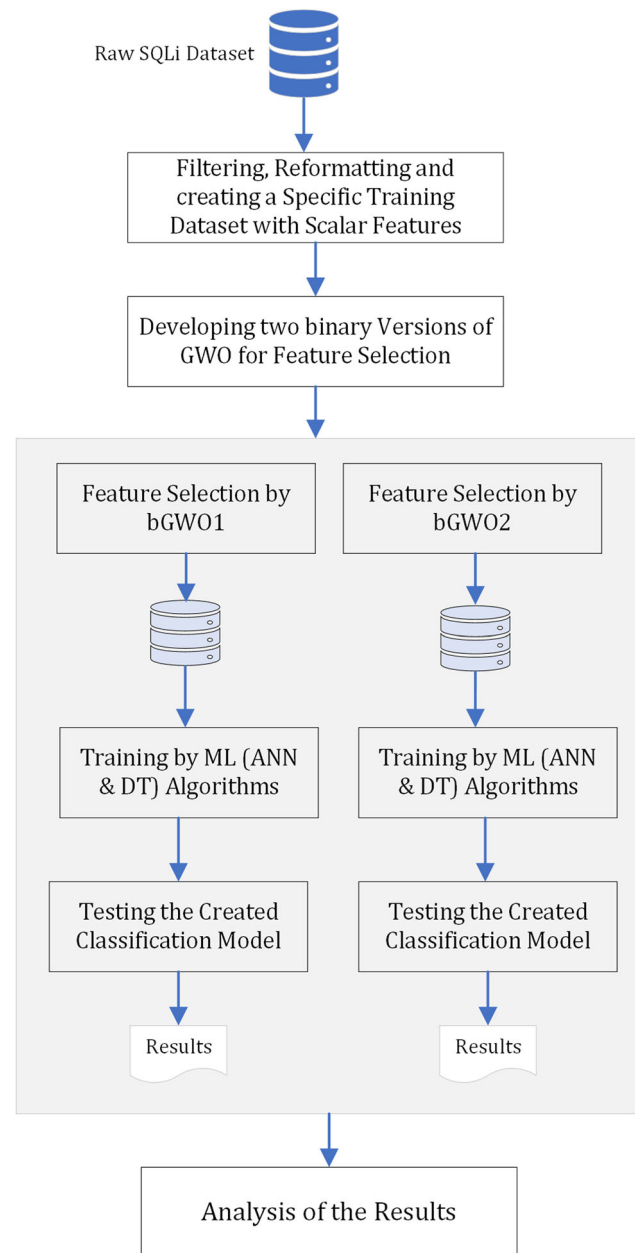 Raw SQLi Dataset
Filtering, Reformatting and
creating a Specific Training
Dataset with Scalar Features
Developing two binary Versions of
GWO for Feature Selection
Feature Selection by
bGWO1
Feature Selection by
bGWO2
Training by ML (ANN
& DT) Algorithms
Training by ML (ANN
& DT) Algorithms
Testing the Created
Classification Model
Testing the Created
Classification Model
Results
Results
Analysis of the Results